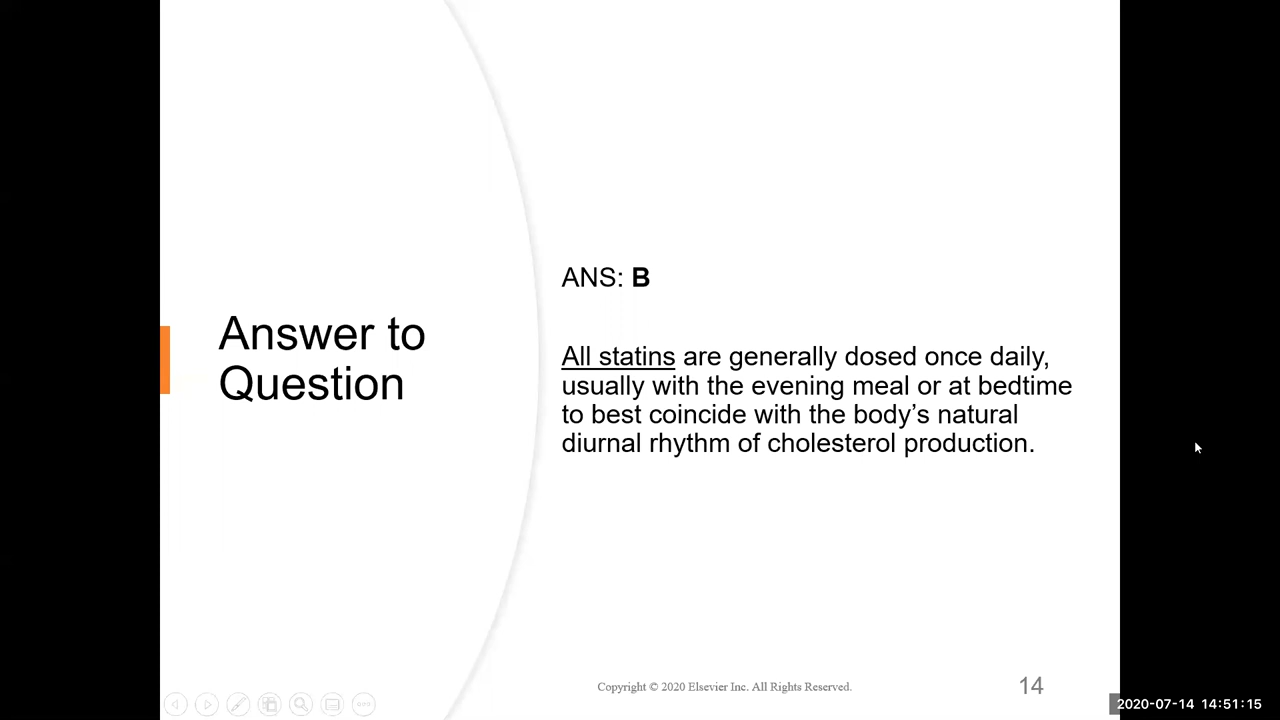 Answer to
Question
ANS: B
All statins are generally dosed once daily,
usually with the evening meal or at bedtime
to best coincide with the body’s natural
diurnal rhythm of cholesterol production.
Copyright © 2020 Elsevier Inc. All Rights Reserved.
14
2020-07-14 14:51:15